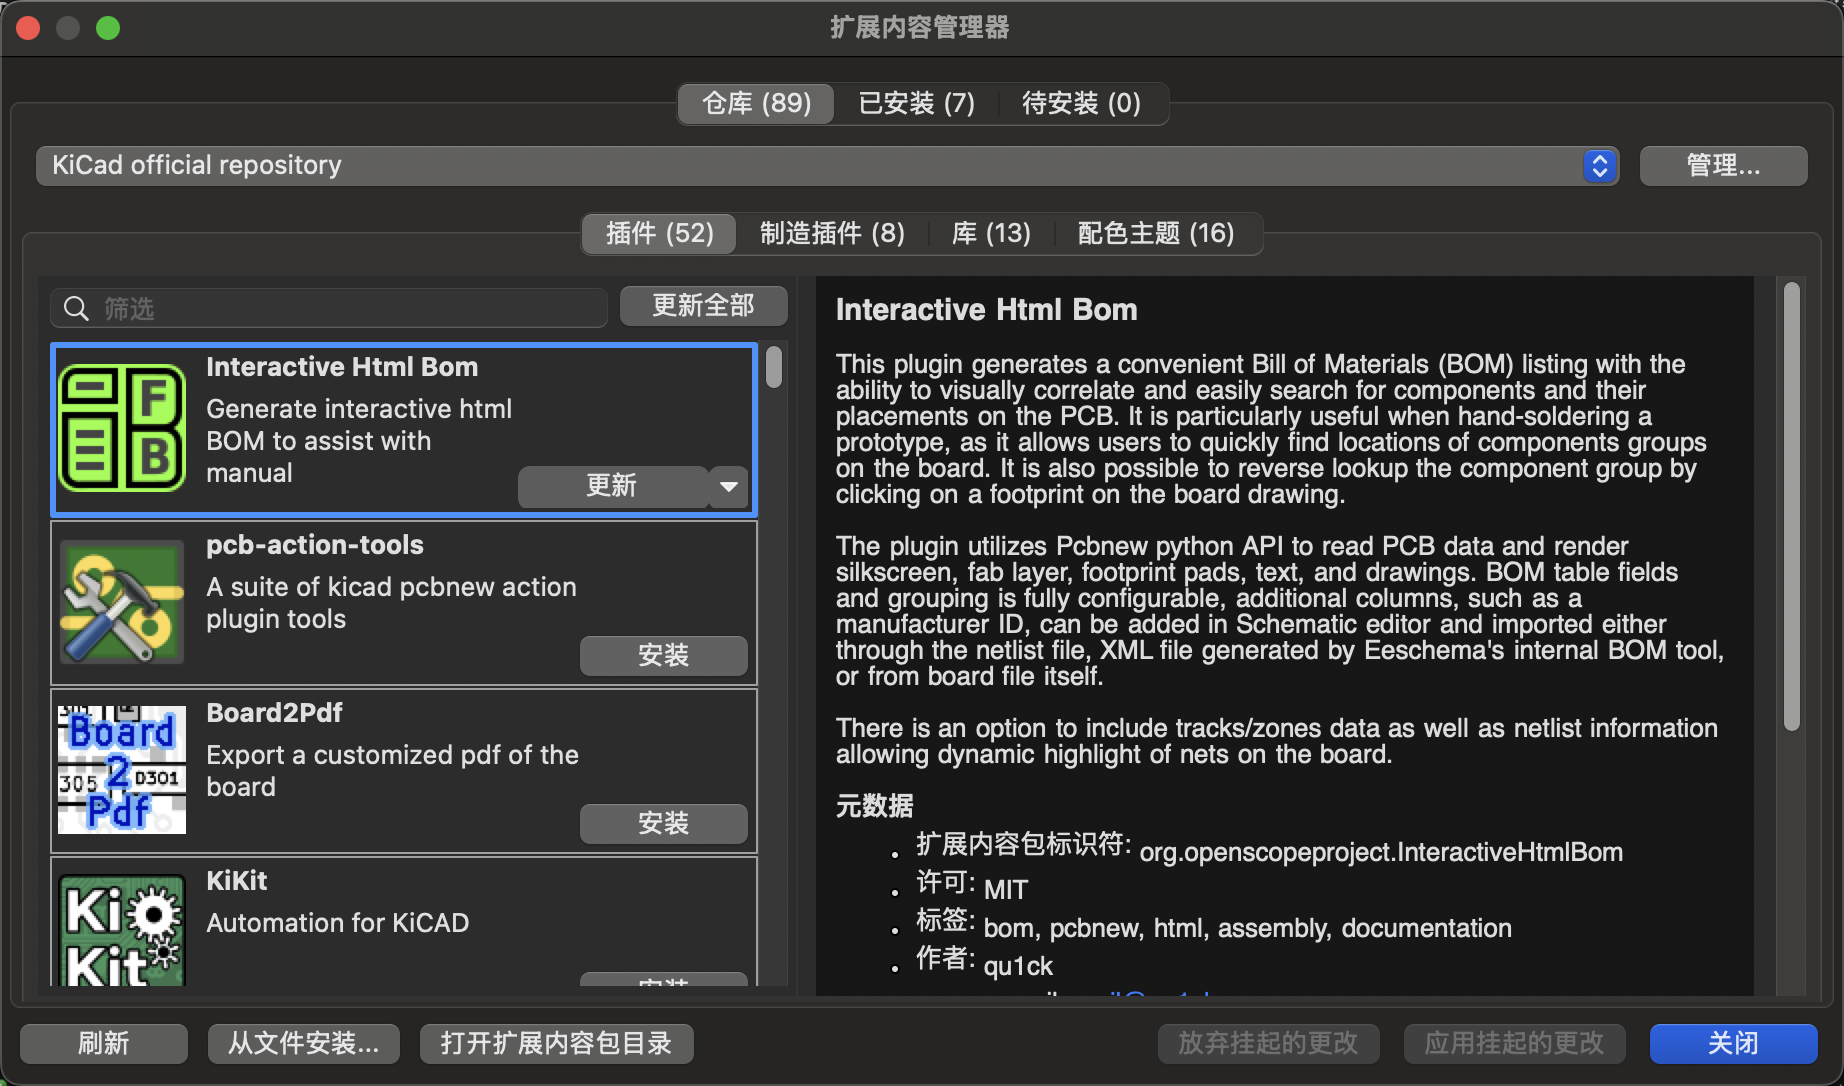 扩展内容管理器
仓库 (89)
已安装 (7)
待安装 (0)
KiCad official repository
管理...
插件 (52)
制造插件 (8)
库 (13)
配色主题 (16)
筛选
更新全部
Interactive Html Bom
Generate interactive html
BOM to assist with
manual
更新
F
B
pcb-action-tools
A suite of kicad pcbnew action
plugin tools
安装
Board2Pdf
Export a customized pdf of the
board
安装
Board
2
305
D301
Pdf
KiKit
Automation for KiCAD
安装
Ki
Kit
Interactive Html Bom
This plugin generates a convenient Bill of Materials (BOM) listing with the
ability to visually correlate and easily search for components and their
placements on the PCB. It is particularly useful when hand-soldering a
prototype, as it allows users to quickly find locations of components groups
on the board. It is also possible to reverse lookup the component group by
clicking on a footprint on the board drawing.
The plugin utilizes Pcbnew python API to read PCB data and render
silkscreen, fab layer, footprint pads, text, and drawings. BOM table fields
and grouping is fully configurable, additional columns, such as a
manufacturer ID, can be added in Schematic editor and imported either
through the netlist file, XML file generated by Eeschema's internal BOM tool,
or from board file itself.
There is an option to include tracks/zones data as well as netlist information
allowing dynamic highlight of nets on the board.
元数据
扩展内容包标识符: org.openscopeproject.InteractiveHtmlBom
许可: MIT
标签: bom, pcbnew, html, assembly, documentation
作者: qu1ck
刷新
从文件安装...
打开扩展内容包目录
放弃挂起的更改
应用挂起的更改
关闭